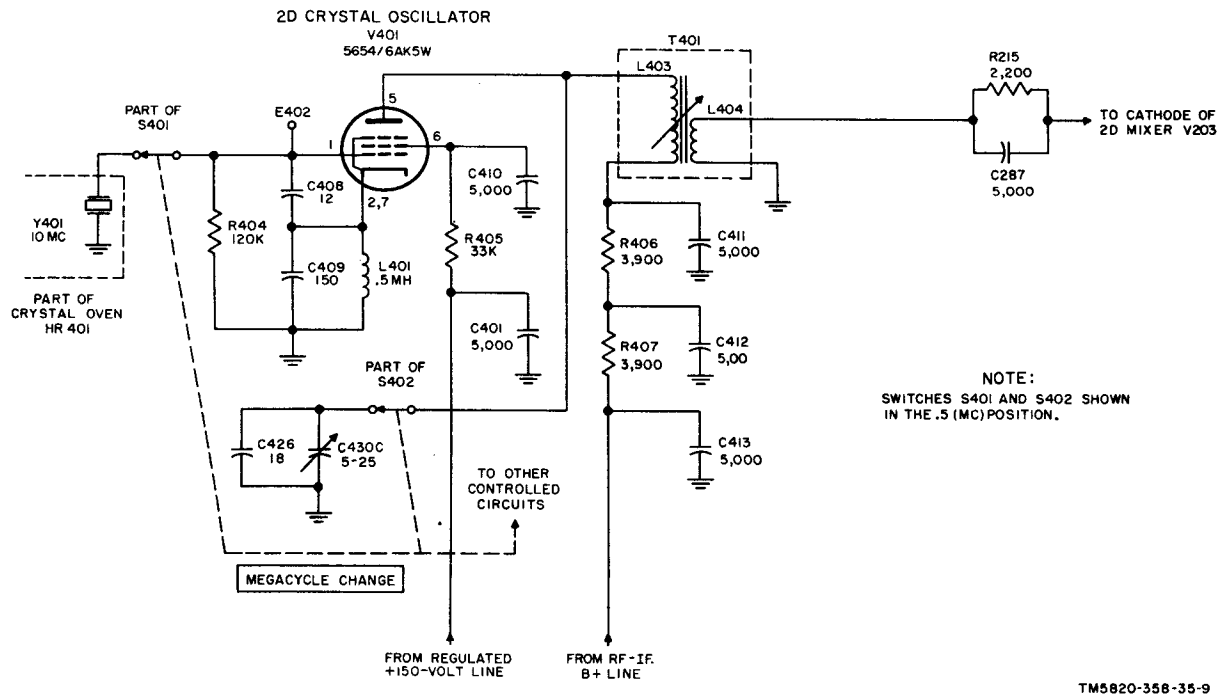 2D CRYSTAL OSCILLATOR
V401
5654/6AK5W
PART OF
S401
E402
5
1
6
2,7
Y401
10 MC
PART OF
CRYSTAL OVEN
HR 401
R404
120K
C408
12
C409
150
L401
.5 MH
C410
5,000
R405
33K
C401
5,000
PART OF
S402
C426
18
C430C
5-25
TO OTHER
CONTROLLED
CIRCUITS
MEGACYCLE CHANGE
FROM REGULATED
+150-VOLT LINE
T401
L403
L404
R406
3,900
C411
5,000
R407
3,900
C412
5,00
C413
5,000
FROM RF-IF.
B+ LINE
R215
2,200
C287
5,000
TO CATHODE OF
2D MIXER V203
NOTE:
SWITCHES S401 AND S402 SHOWN
IN THE .5 (MC) POSITION.
TM5820-358-35-9